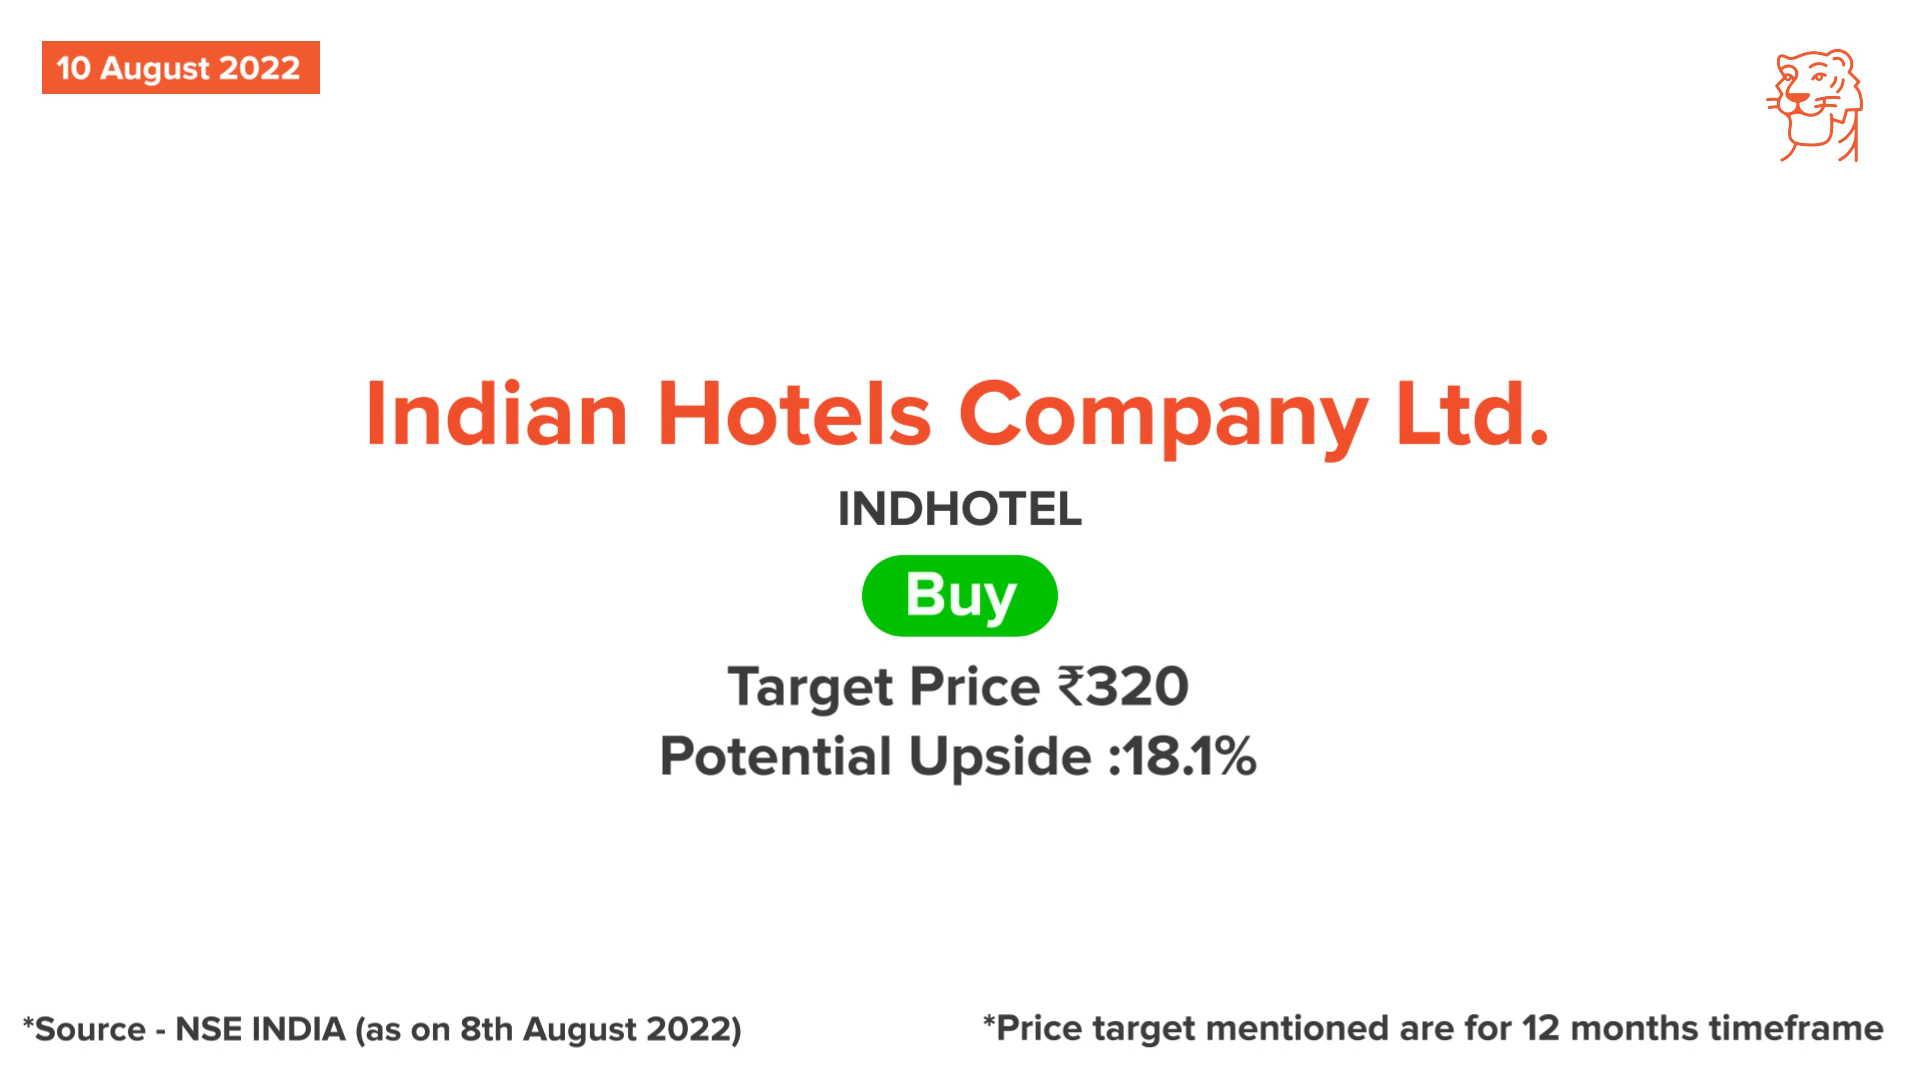 10 August 2022
Indian Hotels Company Ltd.
INDHOTEL
Buy
Target Price ₹320
Potential Upside :18.1%
*Source - NSE INDIA (as on 8th August 2022)
*Price target mentioned are for 12 months timeframe